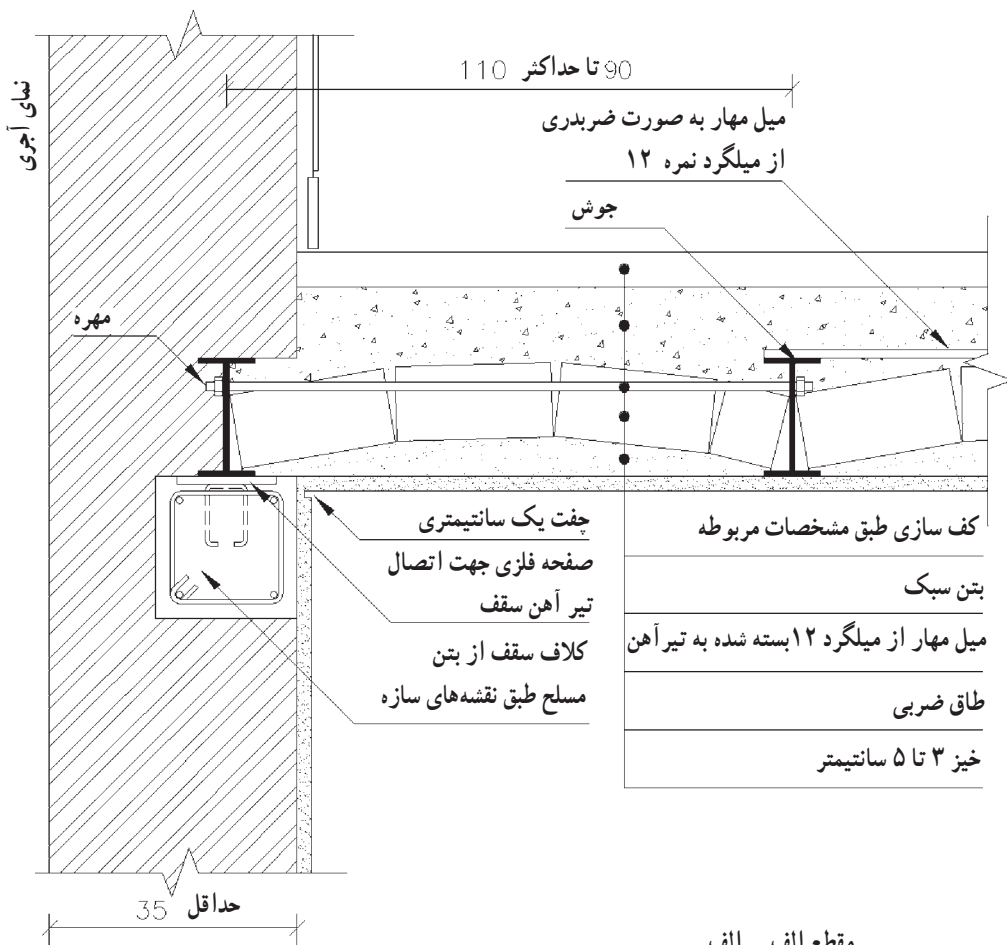 90 تا حداکثر 110
میل مهار به صورت ضربدری
از میلگرد نمره ۱۲
جوش
نمای آجری
مهره
چفت یک سانتیمتری
صفحه فلزی جهت اتصال
تیر آهن سقف
کلاف سقف از بتن
مسلح طبق نقشه‌های سازه
کف سازی طبق مشخصات مربوطه
بتن سبک
میل مهار از میلگرد ۱۲بسته شده به تیرآهن
طاق ضربی
خیز ۳ تا ۵ سانتیمتر
حداقل 35
مقطع الف _ الف